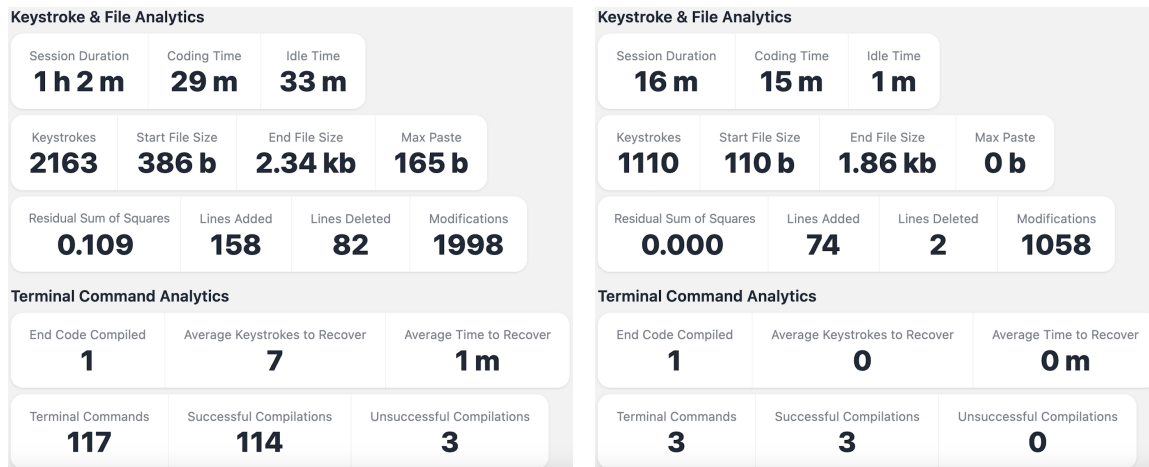 Keystroke & File Analytics
Session Duration Coding Time Idle Time
1 h 2 m 29 m 33 m
Keystrokes Start File Size End File Size Max Paste
2163 386 b 2.34 kb 165 b
Residual Sum of Squares Lines Added Lines Deleted Modifications
0.109 158 82 1998
Terminal Command Analytics
End Code Compiled Average Keystrokes to Recover Average Time to Recover
1 7 1 m
Terminal Commands Successful Compilations Unsuccessful Compilations
117 114 3
Keystroke & File Analytics
Session Duration Coding Time Idle Time
16 m 15 m 1 m
Keystrokes Start File Size End File Size Max Paste
1110 110 b 1.86 kb 0 b
Residual Sum of Squares Lines Added Lines Deleted Modifications
0.000 74 2 1058
Terminal Command Analytics
End Code Compiled Average Keystrokes to Recover Average Time to Recover
1 0 0 m
Terminal Commands Successful Compilations Unsuccessful Compilations
3 3 0